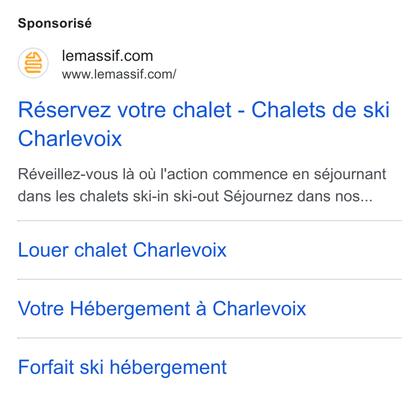 Sponsorisé
lemassif.com
www.lemassif.com/
Réservez votre chalet - Chalets de ski
Charlevoix
Réveillez-vous là où l'action commence en séjournant
dans les chalets ski-in ski-out Séjournez dans nos...
Louer chalet Charlevoix
Votre Hébergement à Charlevoix
Forfait ski hébergement